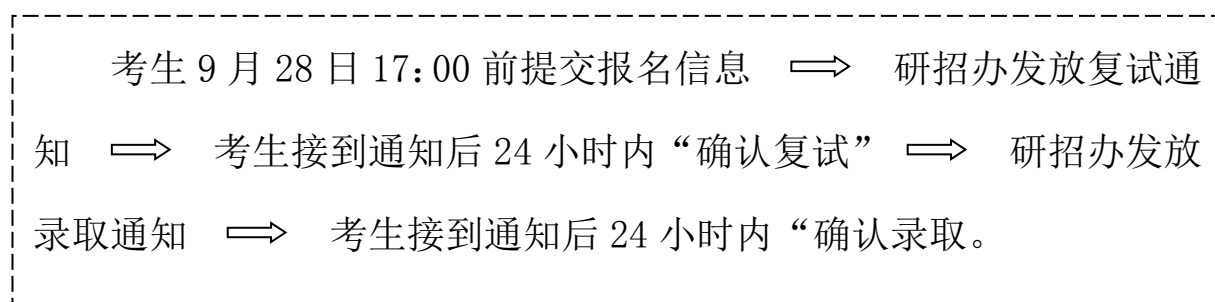 考生 9 月 28 日 17:00 前提交报名信息 ⇒ 研招办发放复试通
知 ⇒ 考生接到通知后 24 小时内“确认复试” ⇒ 研招办发放
录取通知 ⇒ 考生接到通知后 24 小时内“确认录取。